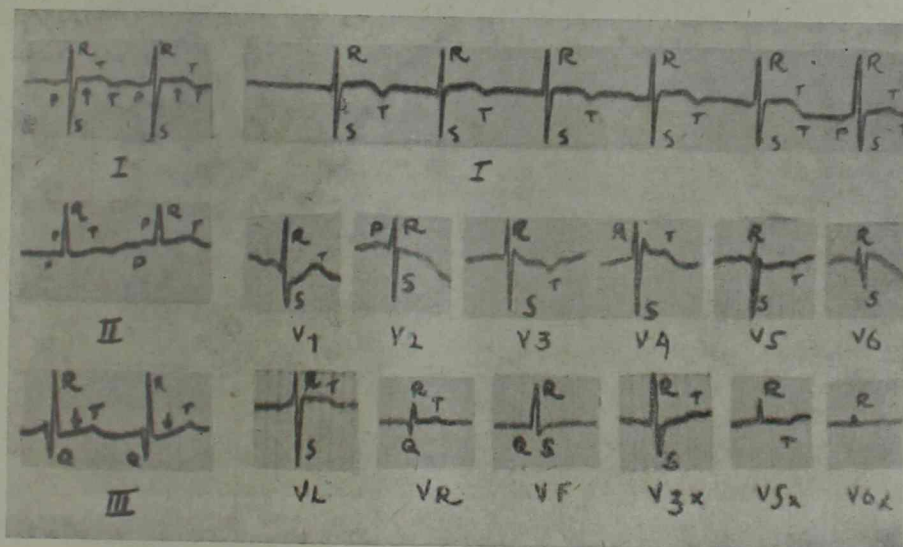 R T R T R R R R R R
P T P T T T T T T T P T
S S S S S S S S
I I
P R T P R T R T P R T R R T R R
P P S S T S S S T S
II V1 V2 V3 V4 V5 V6
R T R T R T R T R R T R R
Q Q S Q Q S S T
III VL VR VF V3x V5x V6x